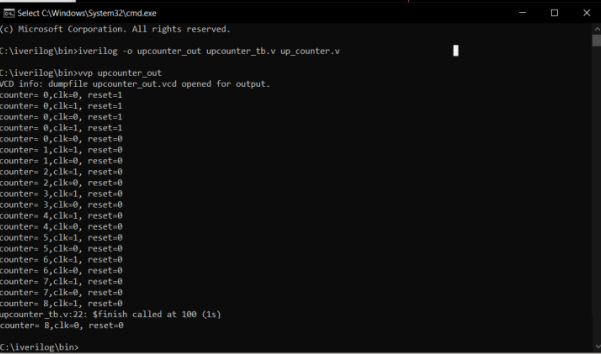 Select C:\Windows\System32\cmd.exe
(c) Microsoft Corporation. All rights reserved.
C:\iverilog\bin>iverilog -o upcounter_out upcounter_tb.v up_counter.v
C:\iverilog\bin>vvp upcounter_out
VCD info: dumpfile upcounter_out.vcd opened for output.
counter= 0,clk=0, reset=1
counter= 0,clk=1, reset=1
counter= 0,clk=0, reset=1
counter= 0,clk=1, reset=1
counter= 0,clk=0, reset=0
counter= 1,clk=1, reset=0
counter= 1,clk=0, reset=0
counter= 2,clk=1, reset=0
counter= 2,clk=0, reset=0
counter= 3,clk=1, reset=0
counter= 3,clk=0, reset=0
counter= 4,clk=1, reset=0
counter= 4,clk=0, reset=0
counter= 5,clk=1, reset=0
counter= 5,clk=0, reset=0
counter= 6,clk=1, reset=0
counter= 6,clk=0, reset=0
counter= 7,clk=1, reset=0
counter= 7,clk=0, reset=0
counter= 8,clk=1, reset=0
upcounter_tb.v:22: $finish called at 100 (1s)
counter= 8,clk=0, reset=0
C:\iverilog\bin>